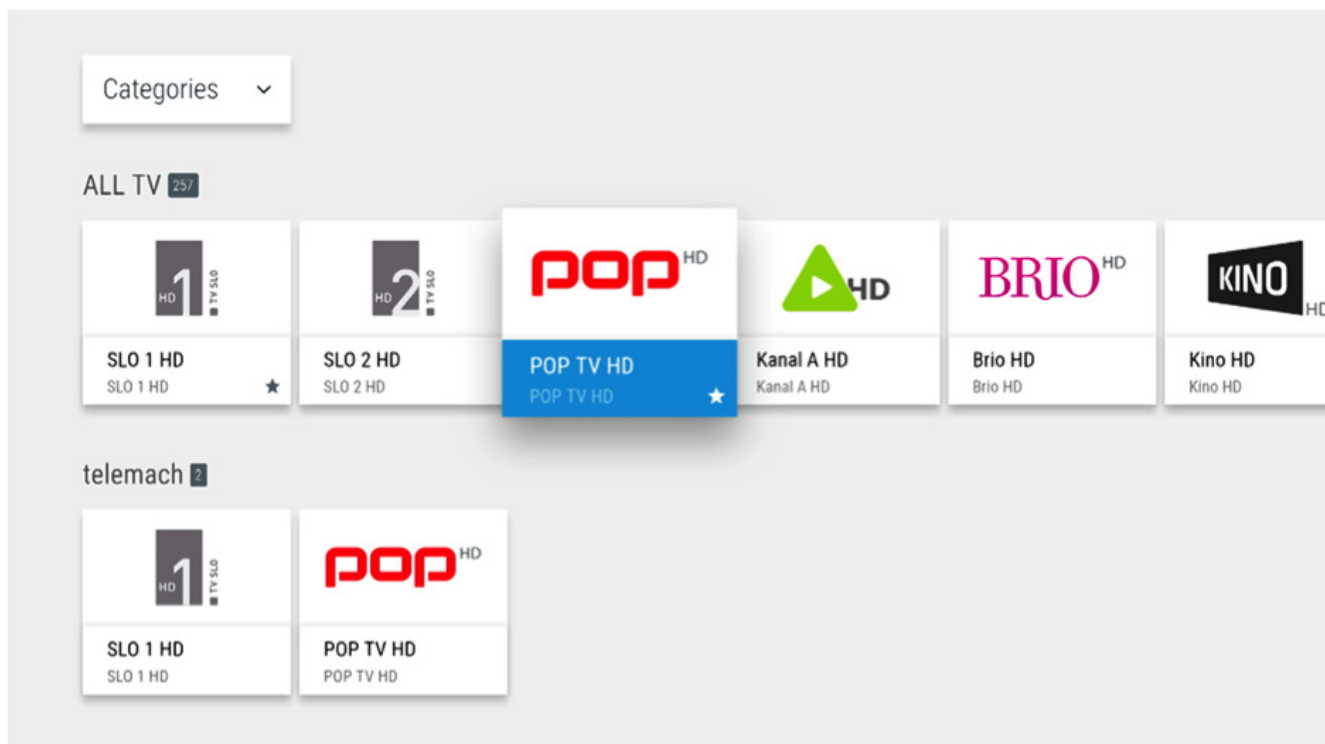 Categories
ALL TV 257
HD 1 TV SLO
SLO 1 HD
SLO 1 HD
HD 2 TV SLO
SLO 2 HD
SLO 2 HD
pop HD
POP TV HD
POP TV HD
HD
Kanal A HD
Kanal A HD
BRIO HD
Brio HD
Brio HD
KINO HD
Kino HD
Kino HD
telemach 2
HD 1 TV SLO
SLO 1 HD
SLO 1 HD
pop HD
POP TV HD
POP TV HD